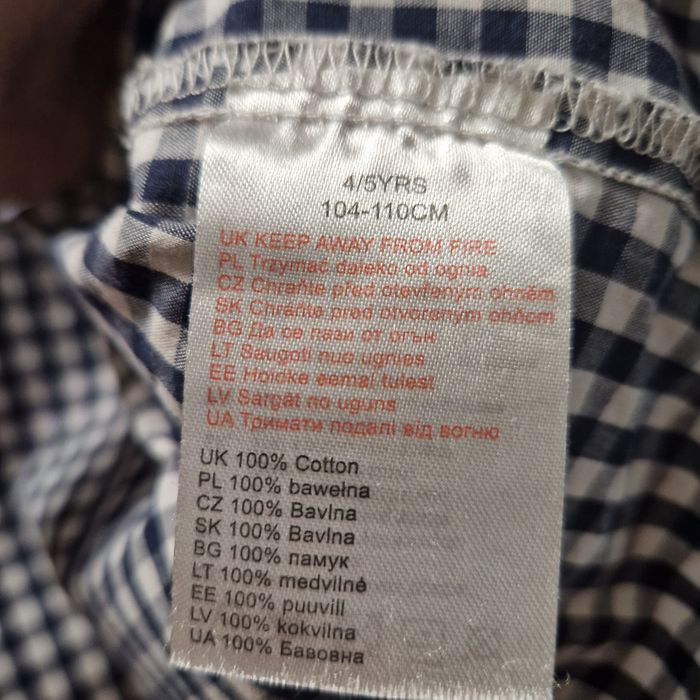 4/5YRS
104-110CM
UK KEEP AWAY FROM FIRE
PL Trzymać daleko od ognia
CZ Chraňte před otevřeným ohněm
SK Chraňte pred otvoreným ohňom
BG Да се пази от огън
LT Saugoti nuo ugnies
EE Hoidke eemal tulest
LV Sargāt no uguns
UA Тримати подалі від вогню
UK 100% Cotton
PL 100% bawełna
CZ 100% Bavlna
SK 100% Bavlna
BG 100% памук
LT 100% medvilnė
EE 100% puuvill
LV 100% kokvilna
UA 100% Бавовна